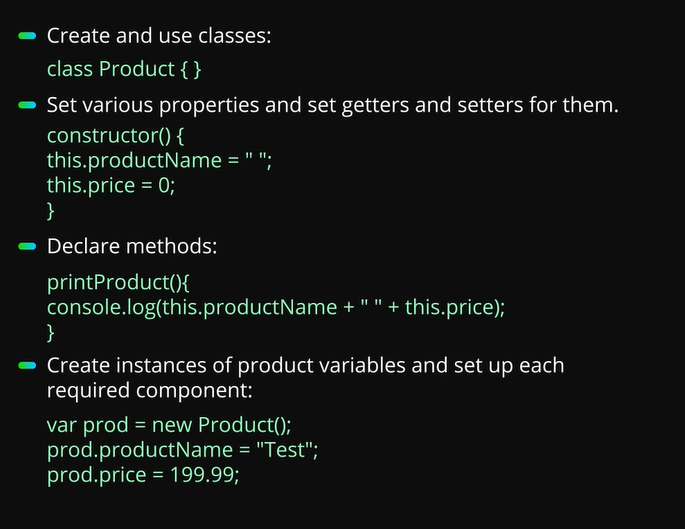 Create and use classes:
class Product { }
Set various properties and set getters and setters for them.
constructor() {
this.productName = " ";
this.price = 0;
}
Declare methods:
printProduct(){
console.log(this.productName + " " + this.price);
}
Create instances of product variables and set up each
required component:
var prod = new Product();
prod.productName = "Test";
prod.price = 199.99;